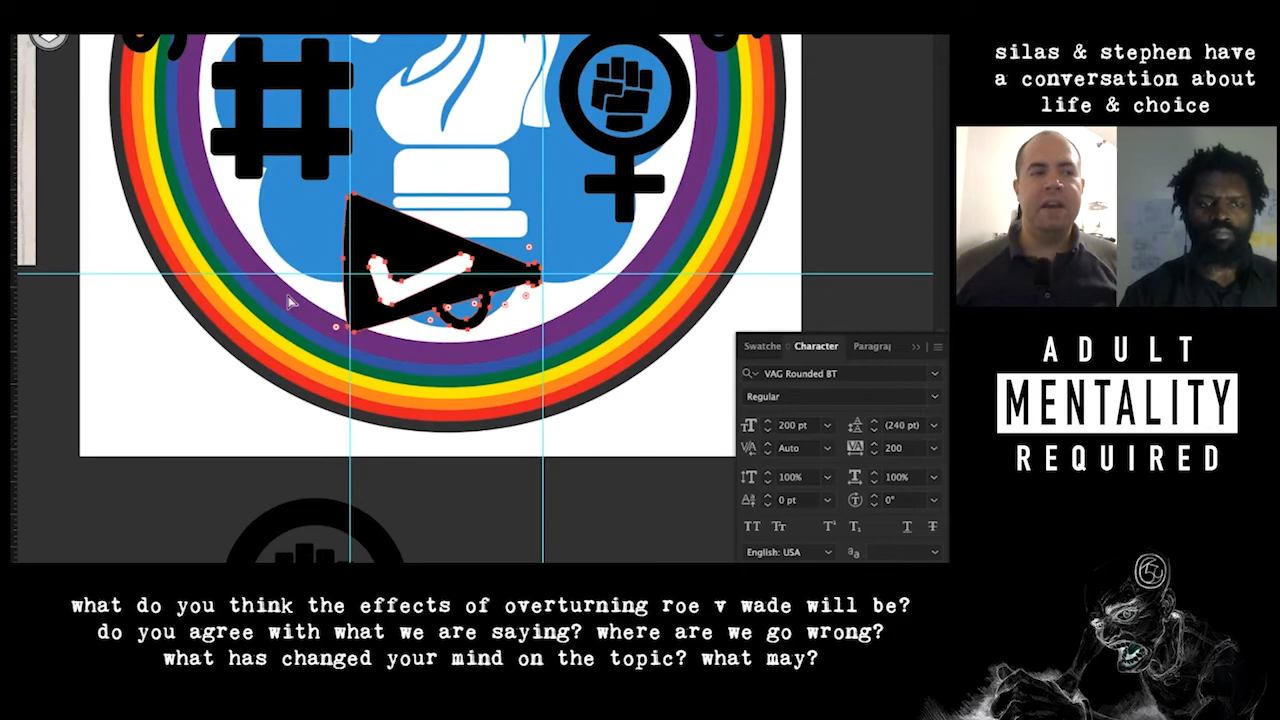 silas & stephen have
a conversation about
life & choice
ADULT
MENTALITY
REQUIRED
Swatche
Character
Paragraj
VAG Rounded BT
Regular
200 pt
(240 pt)
Auto
200
100%
100%
0 pt
0°
English: USA
what do you think the effects of overturning roe v wade will be?
do you agree with what we are saying? where are we go wrong?
what has changed your mind on the topic? what may?